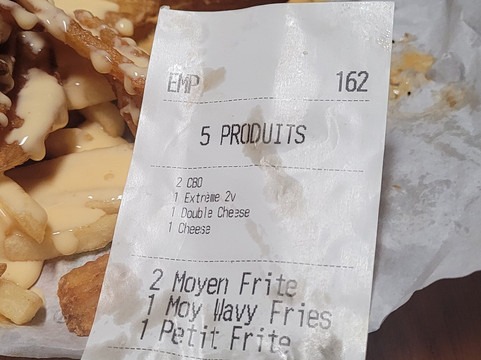 EMP 162
5 PRODUITS
2 CBO
1 Extrême 2v
1 Double Cheese
1 Cheese
2 Moyen Frite
1 Moy Wavy Fries
1 Petit Frite